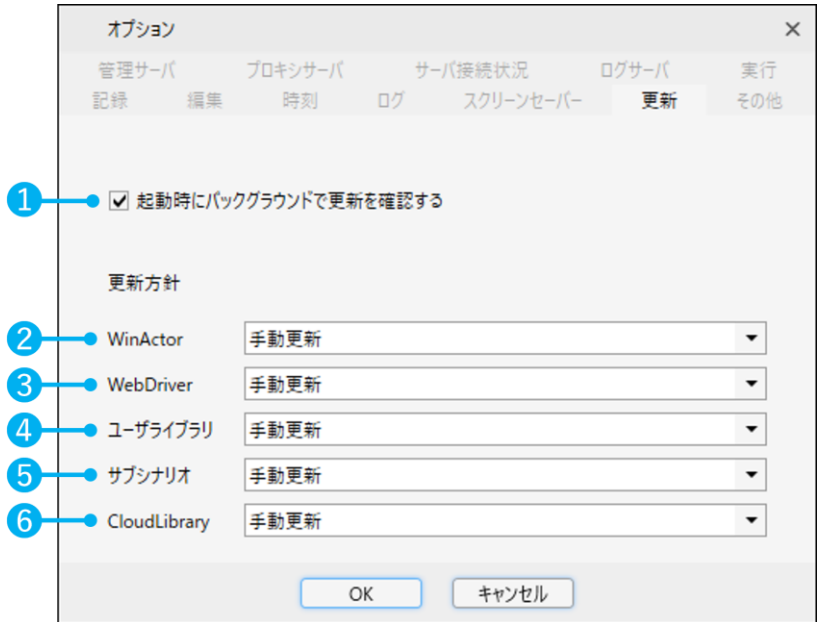 オプション
管理サーバ プロキシサーバ サーバ接続状況 ログサーバ 実行
記録 編集 時刻 ログ スクリーンセーバー 更新 その他
1 起動時にバックグラウンドで更新を確認する
更新方針
2 WinActor 手動更新
3 WebDriver 手動更新
4 ユーザライブラリ 手動更新
5 サブシナリオ 手動更新
6 CloudLibrary 手動更新
OK キャンセル